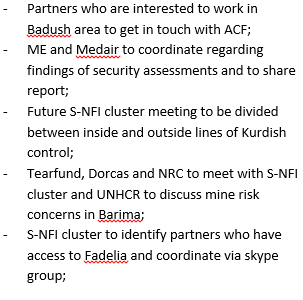 - Partners who are interested to work in
Badush area to get in touch with ACF;
- ME and Medair to coordinate regarding
findings of security assessments and to share
report;
- Future S-NFI cluster meeting to be divided
between inside and outside lines of Kurdish
control;
- Tearfund, Dorcas and NRC to meet with S-NFI
cluster and UNHCR to discuss mine risk
concerns in Barima;
- S-NFI cluster to identify partners who have
access to Fadelia and coordinate via skype
group;